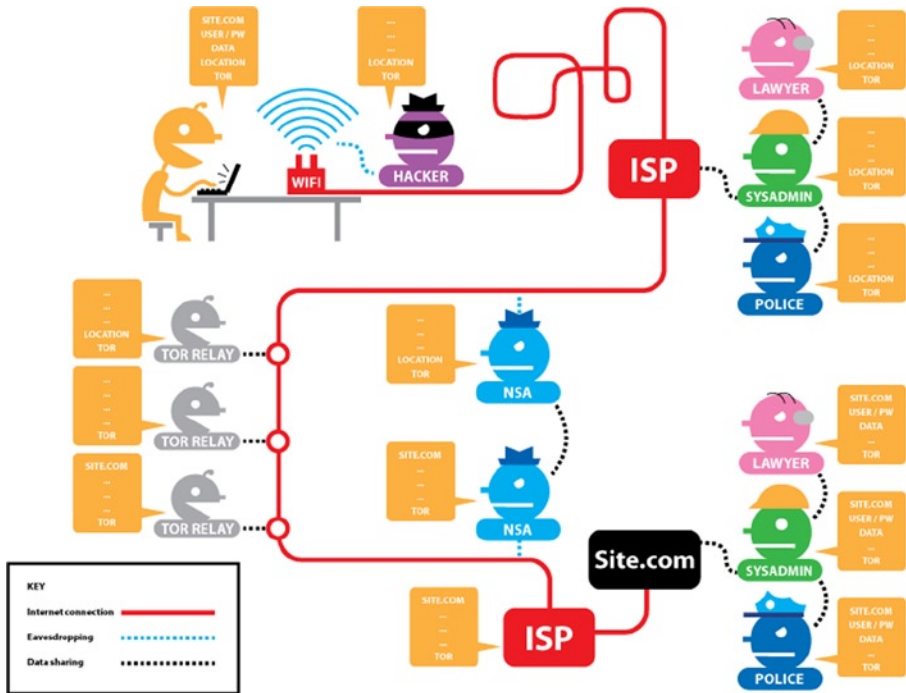 SITE.COM
USER / PW
DATA
LOCATION
TOR
...
...
...
LOCATION
TOR
WIFI
HACKER
ISP
...
...
...
LOCATION
TOR
LAWYER
...
...
...
LOCATION
TOR
SYSADMIN
...
...
...
LOCATION
TOR
POLICE
...
...
...
LOCATION
TOR
TOR RELAY
...
...
...
...
TOR
TOR RELAY
SITE.COM
...
...
...
TOR
TOR RELAY
...
...
...
LOCATION
TOR
NSA
SITE.COM
...
...
...
TOR
NSA
SITE.COM
...
...
...
TOR
ISP
Site.com
SITE.COM
USER / PW
DATA
...
TOR
LAWYER
SITE.COM
USER / PW
DATA
...
TOR
SYSADMIN
SITE.COM
USER / PW
DATA
...
TOR
POLICE
KEY
Internet connection
Eavesdropping
Data sharing